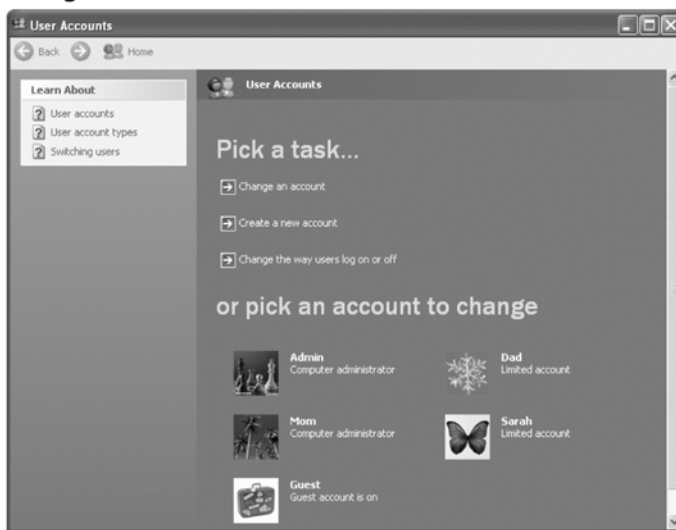 User Accounts
Back Home
Learn About
User accounts
User account types
Switching users
User Accounts
Pick a task...
Change an account
Create a new account
Change the way users log on or off
or pick an account to change
Admin
Computer administrator
Dad
Limited account
Mom
Computer administrator
Sarah
Limited account
Guest
Guest account is on